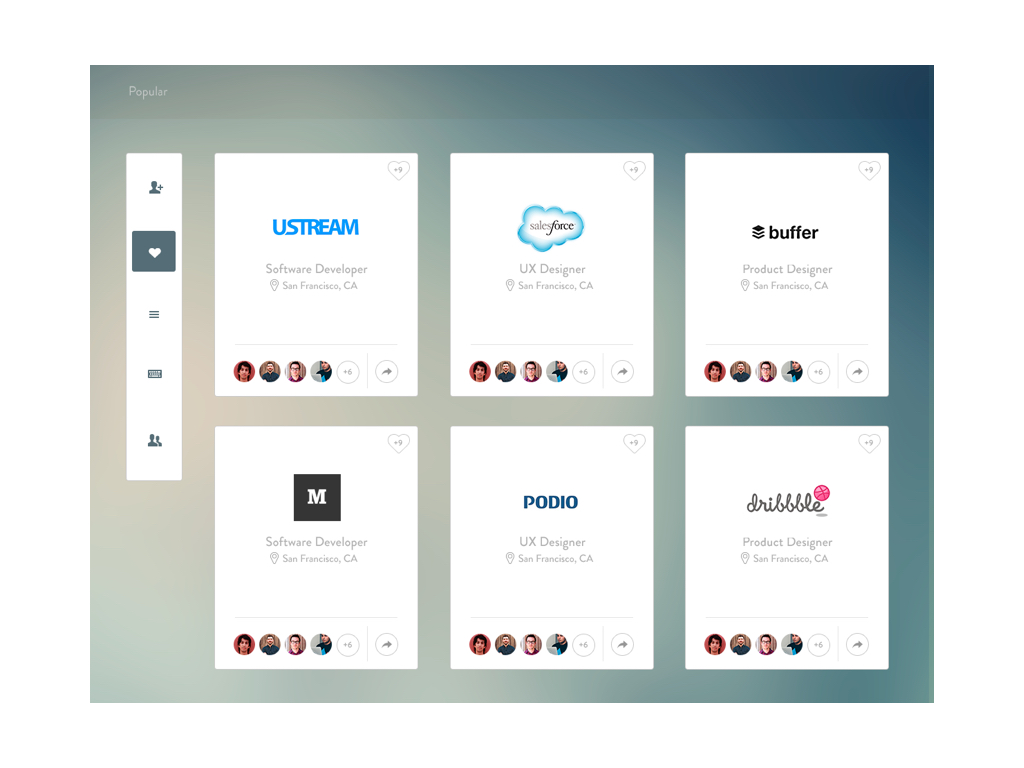 Popular
+9
USTREAM
Software Developer
San Francisco, CA
+6
+9
salesforce
UX Designer
San Francisco, CA
+6
+9
buffer
Product Designer
San Francisco, CA
+6
+9
M
Software Developer
San Francisco, CA
+6
+9
PODIO
UX Designer
San Francisco, CA
+6
+9
dribbble
Product Designer
San Francisco, CA
+6